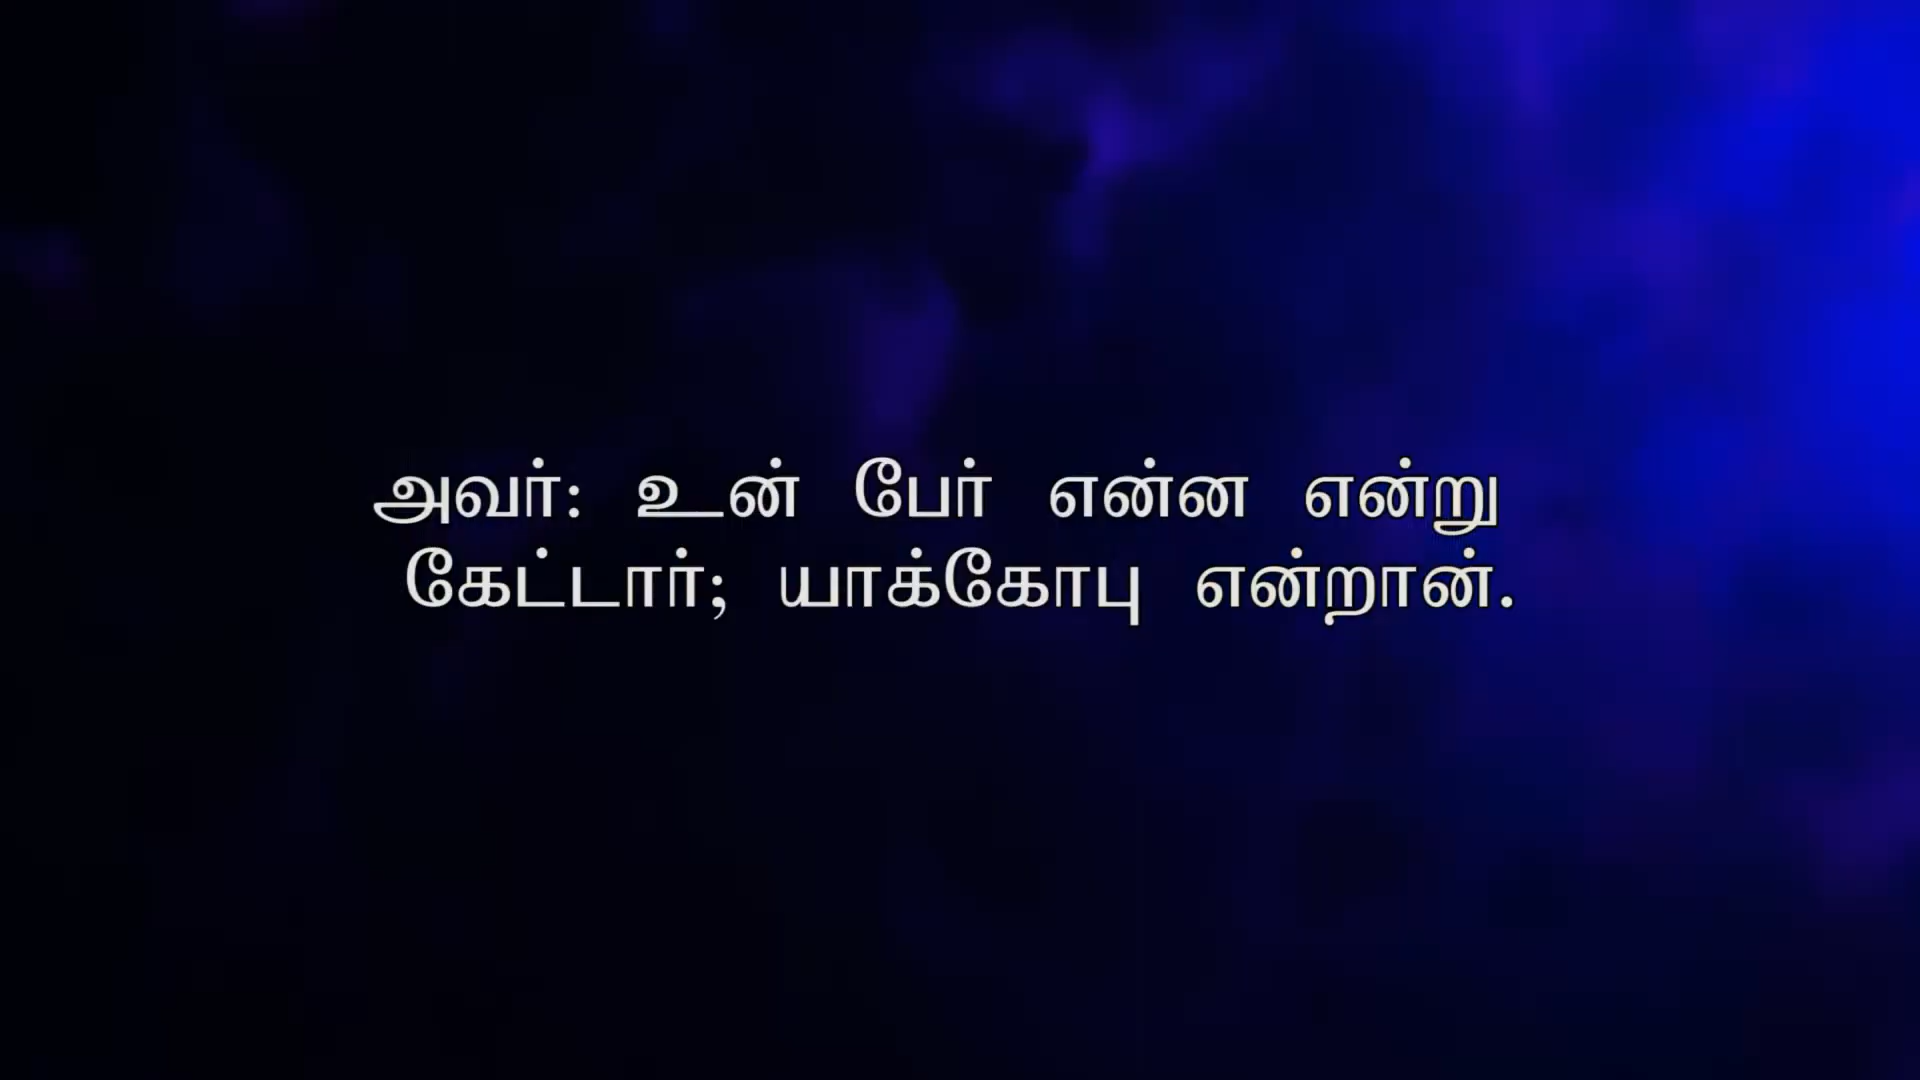 அவர்: உன் பேர் என்ன என்று
கேட்டார்; யாக்கோபு என்றான்.